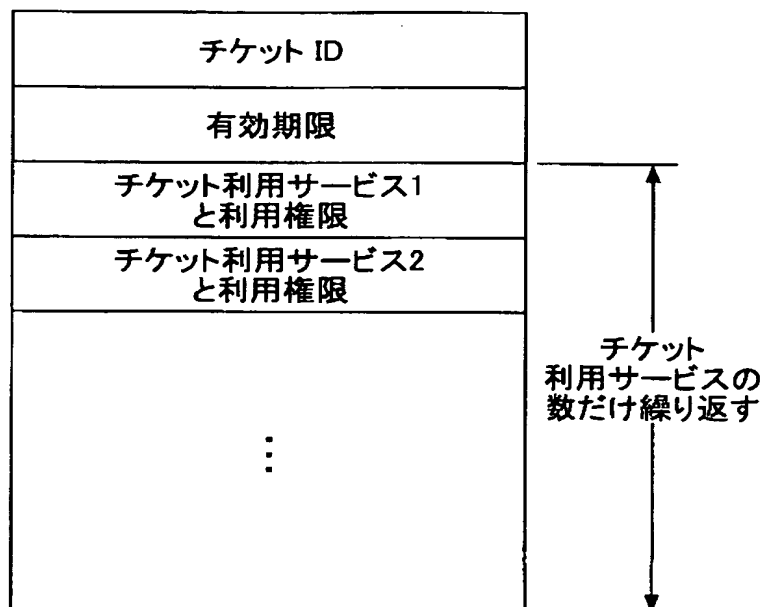 チケット ID
有効期限
チケット利用サービス1
と利用権限
チケット利用サービス2
と利用権限
⋮
チケット
利用サービスの
数だけ繰り返す